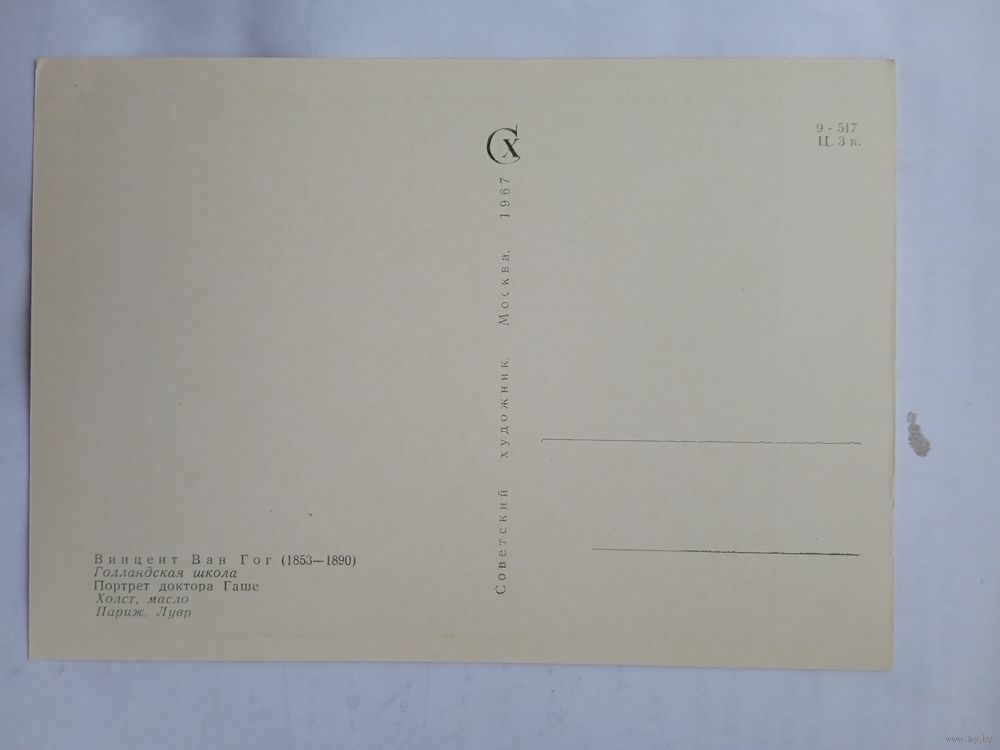 9 - 517
Ц. 3 к.
СХ
Советский художник. Москва. 1967
Винцент Ван Гог (1853—1890)
Голландская школа
Портрет доктора Гаше
Холст, масло
Париж. Лувр
www.ay.by